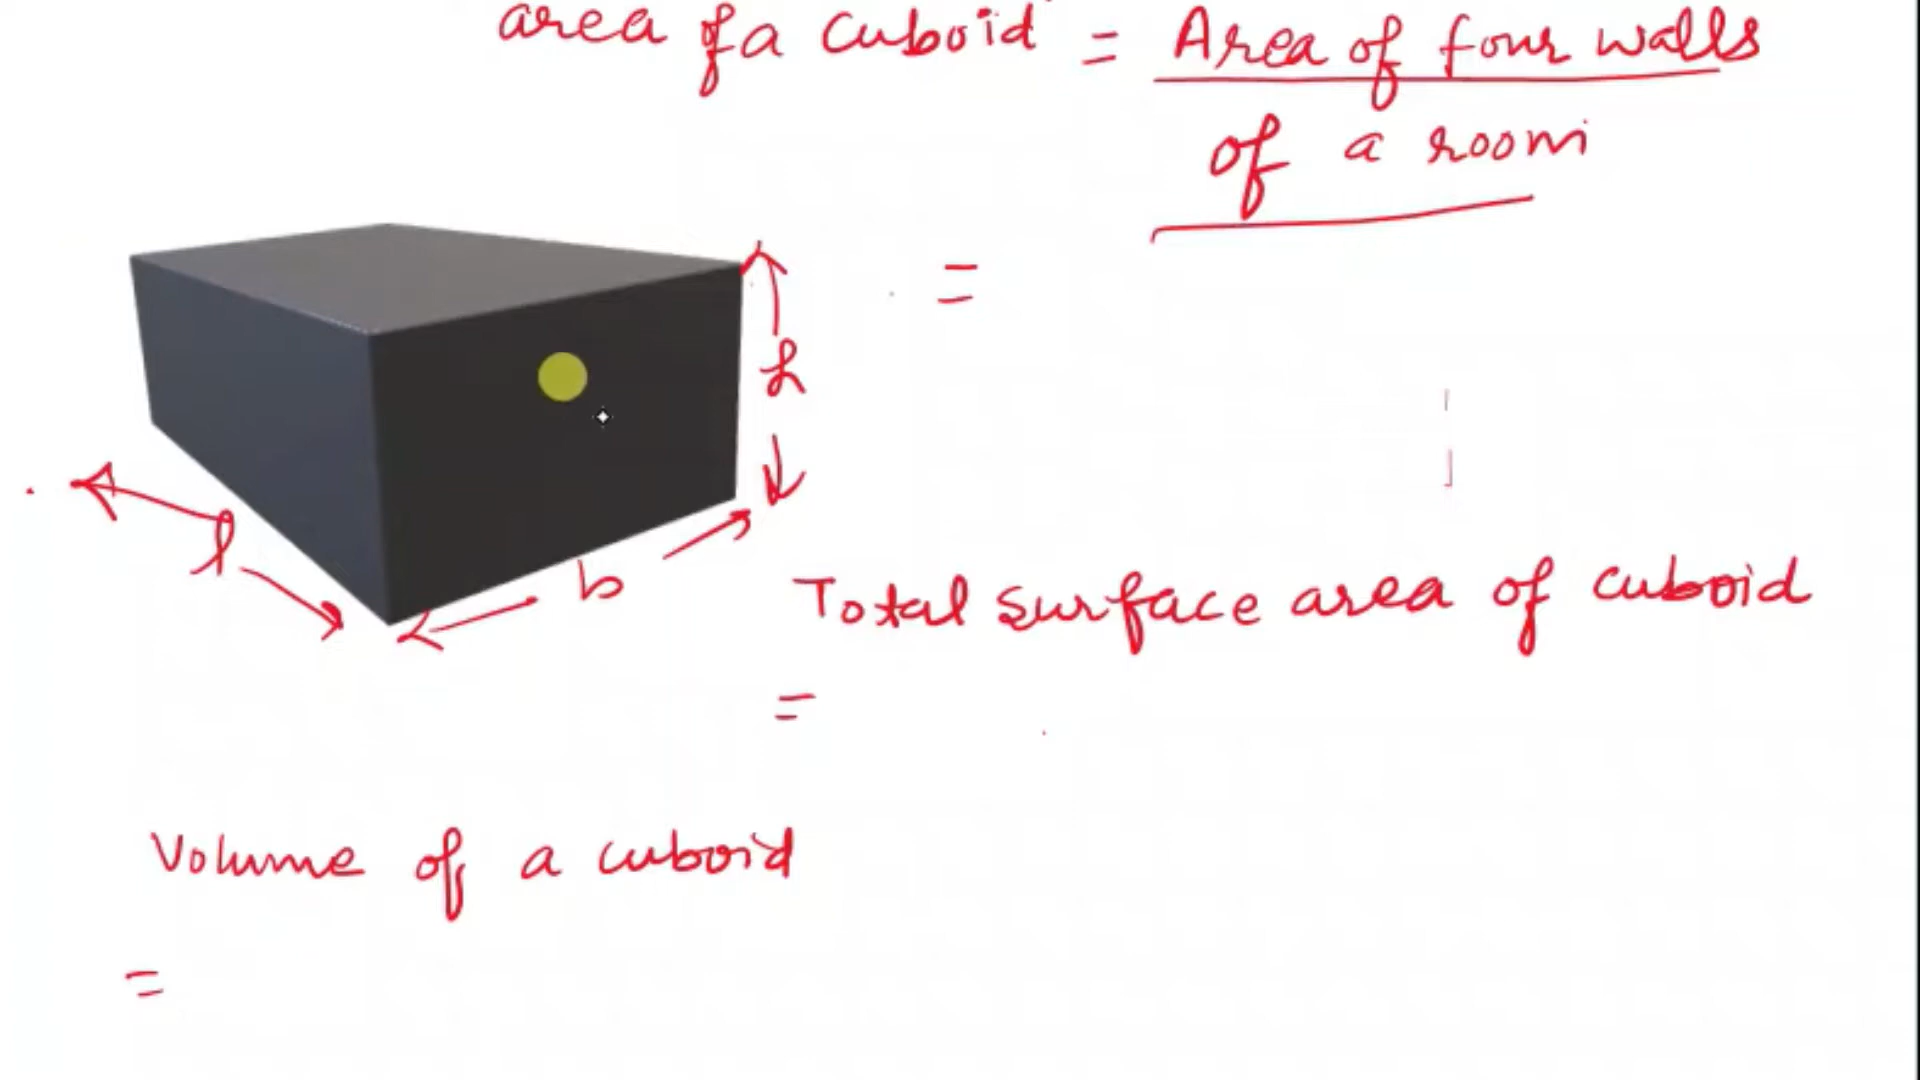 area of a cuboid = Area of four walls
of a room
=
h
l
b
Total surface area of cuboid
=
Volume of a cuboid
=